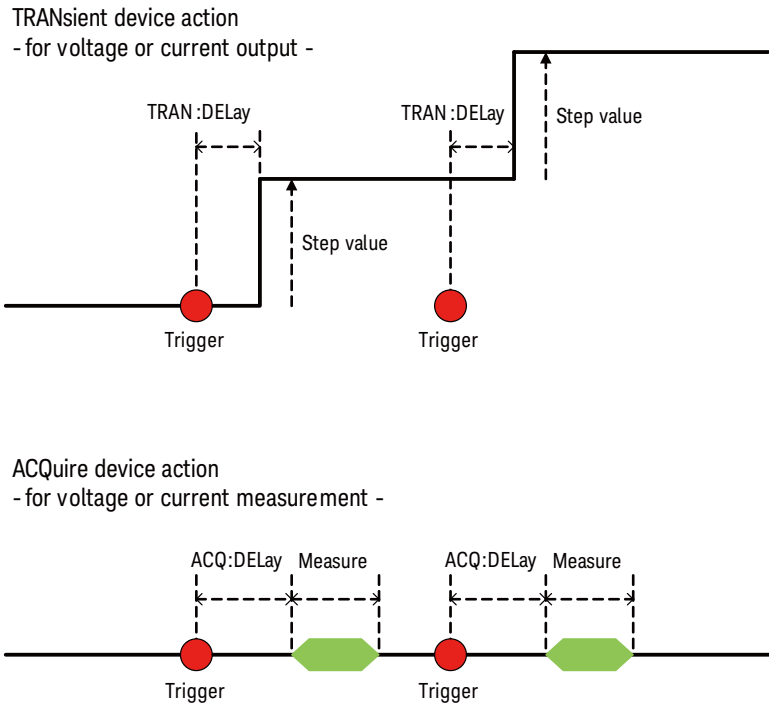 TRANsient device action
- for voltage or current output -
TRAN:DELay
TRAN:DELay
Step value
Step value
Trigger
Trigger
ACQuire device action
- for voltage or current measurement -
ACQ:DELay Measure ACQ:DELay Measure
Trigger
Trigger